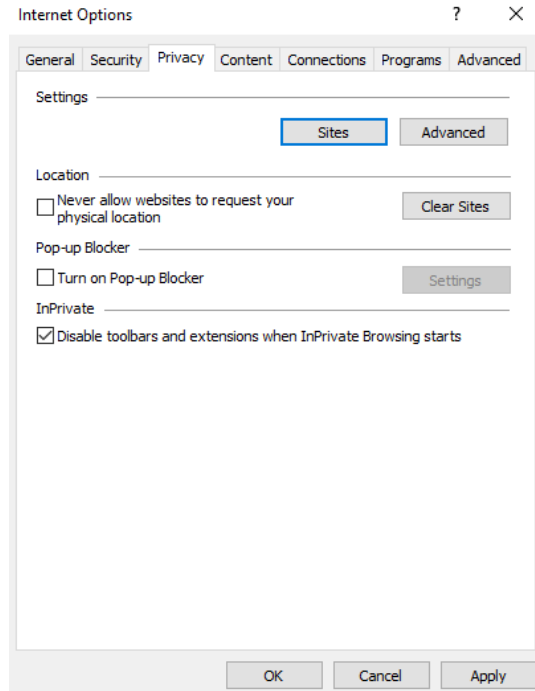 Internet Options ?
General Security Privacy Content Connections Programs Advanced
Settings
Sites Advanced
Location
Never allow websites to request your
physical location
Clear Sites
Pop-up Blocker
Turn on Pop-up Blocker Settings
InPrivate
Disable toolbars and extensions when InPrivate Browsing starts
OK Cancel Apply